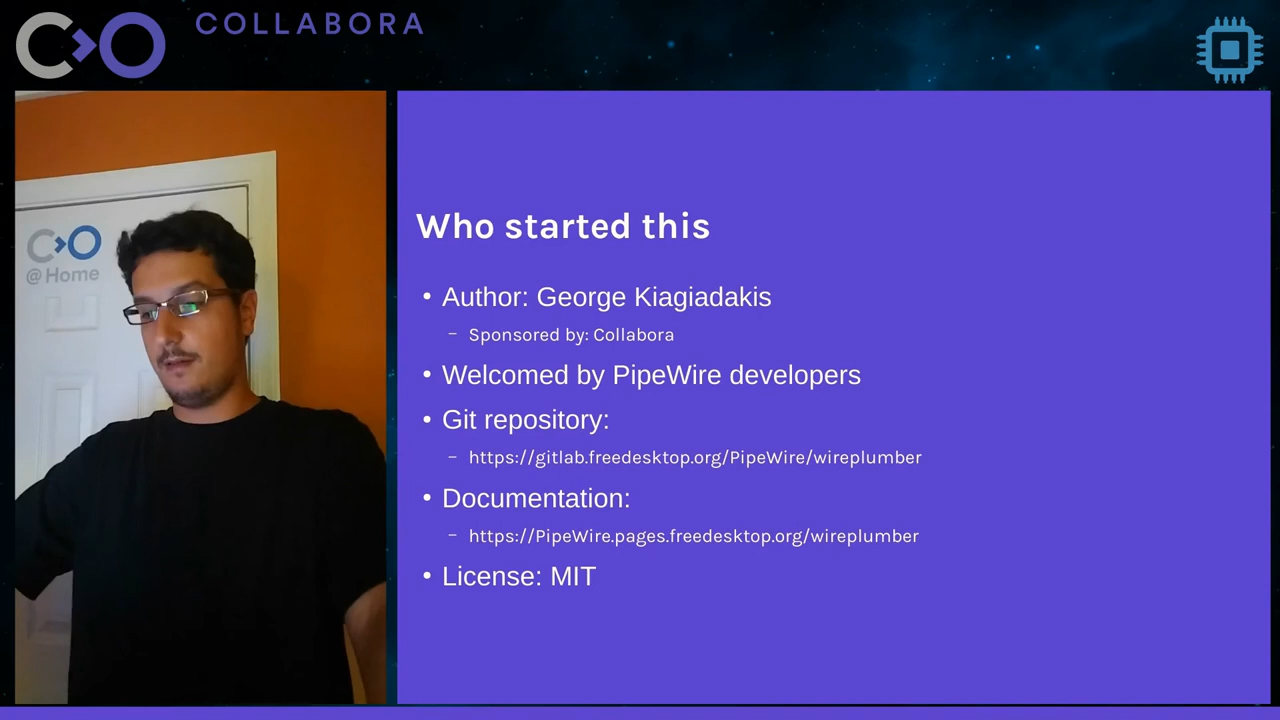 COLLABORA
@Home
Who started this
• Author: George Kiagiadakis
– Sponsored by: Collabora
• Welcomed by PipeWire developers
• Git repository:
– https://gitlab.freedesktop.org/PipeWire/wireplumber
• Documentation:
– https://PipeWire.pages.freedesktop.org/wireplumber
• License: MIT